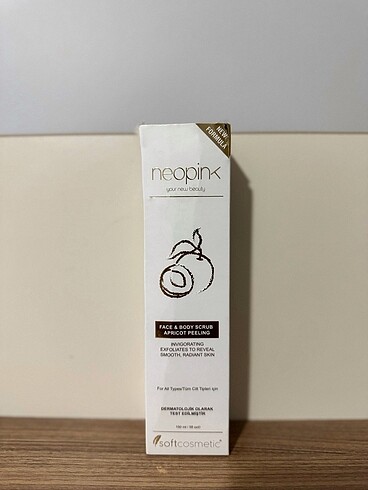 NEW
FORMULA
neopink
your new beauty
FACE & BODY SCRUB
APRICOT PEELING
INVIGORATING
EXFOLIATES TO REVEAL
SMOOTH, RADIANT SKIN
For All Types/Tüm Cilt Tipleri için
DERMATOLOJİK OLARAK
TEST EDİLMİŞTİR
softcosmetic